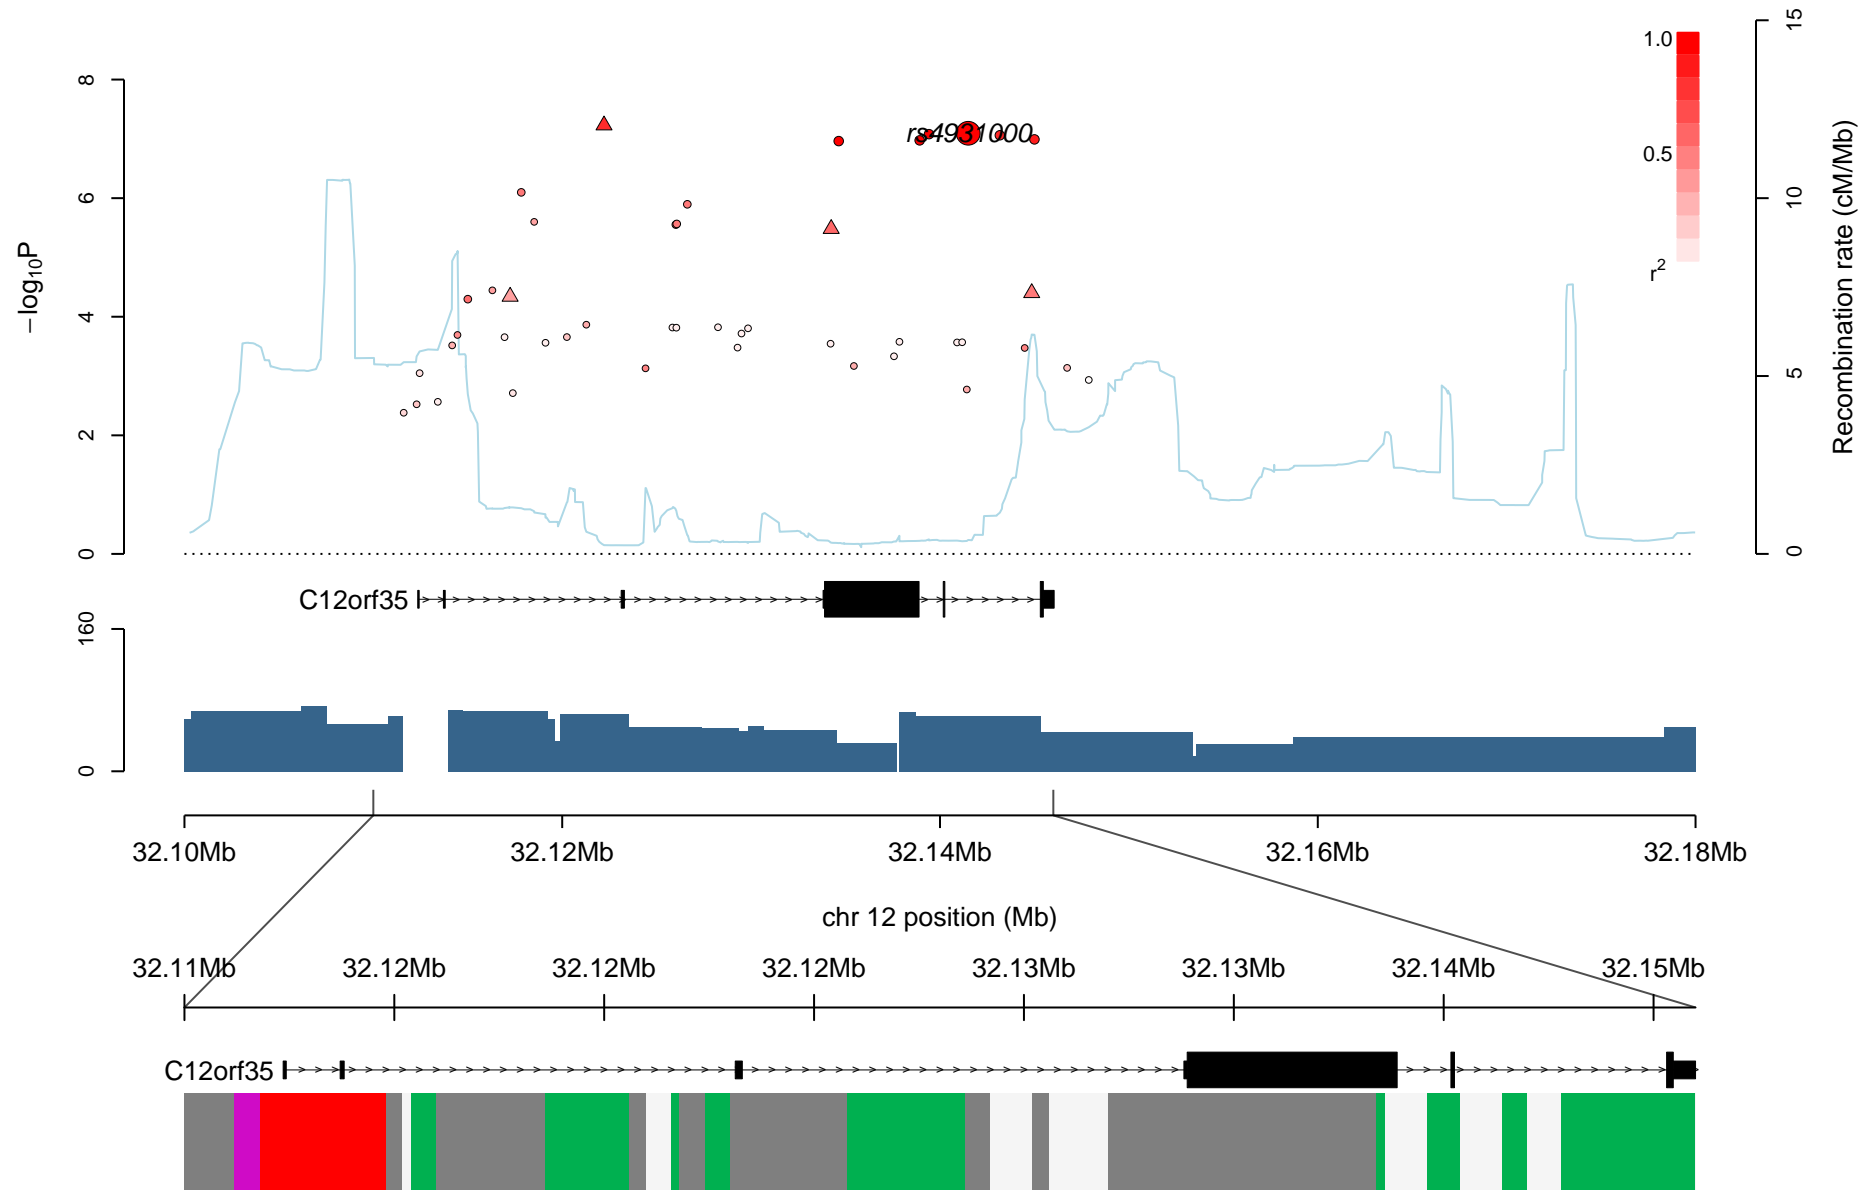 15
1.0
8
rs4931000
0.5
6
10
r2
−log10P
Recombination rate (cM/Mb)
4
5
2
0
0
C12orf35
160
0
32.10Mb 32.12Mb 32.14Mb 32.16Mb 32.18Mb
chr 12 position (Mb)
32.11Mb 32.12Mb 32.12Mb 32.12Mb 32.13Mb 32.13Mb 32.14Mb 32.15Mb
C12orf35